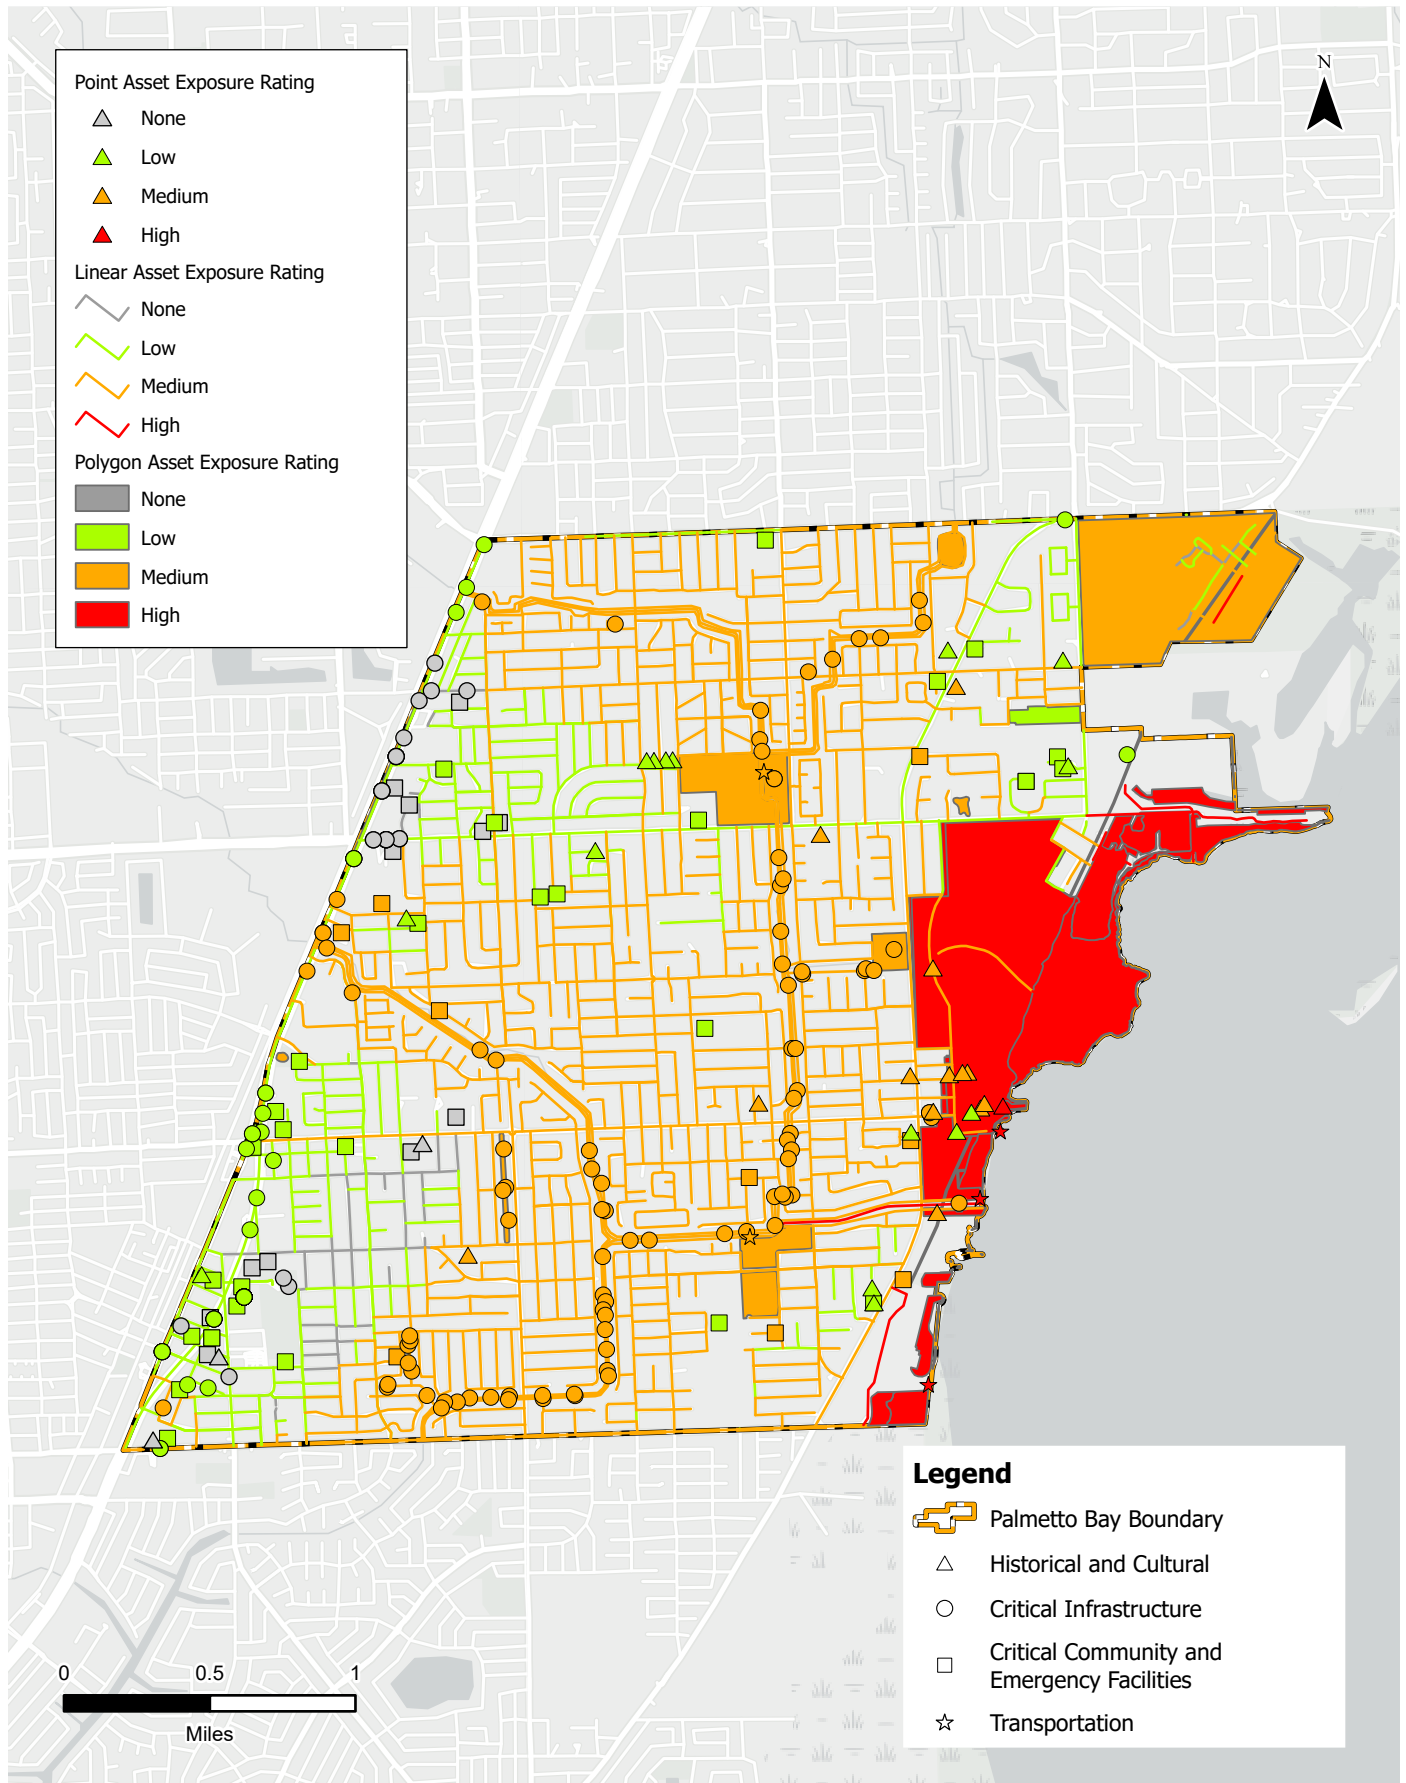 Point Asset Exposure Rating
None
Low
Medium
High
Linear Asset Exposure Rating
None
Low
Medium
High
Polygon Asset Exposure Rating
None
Low
Medium
High
N
Legend
Palmetto Bay Boundary
Historical and Cultural
Critical Infrastructure
Critical Community and
Emergency Facilities
Transportation
0 0.5 1
Miles